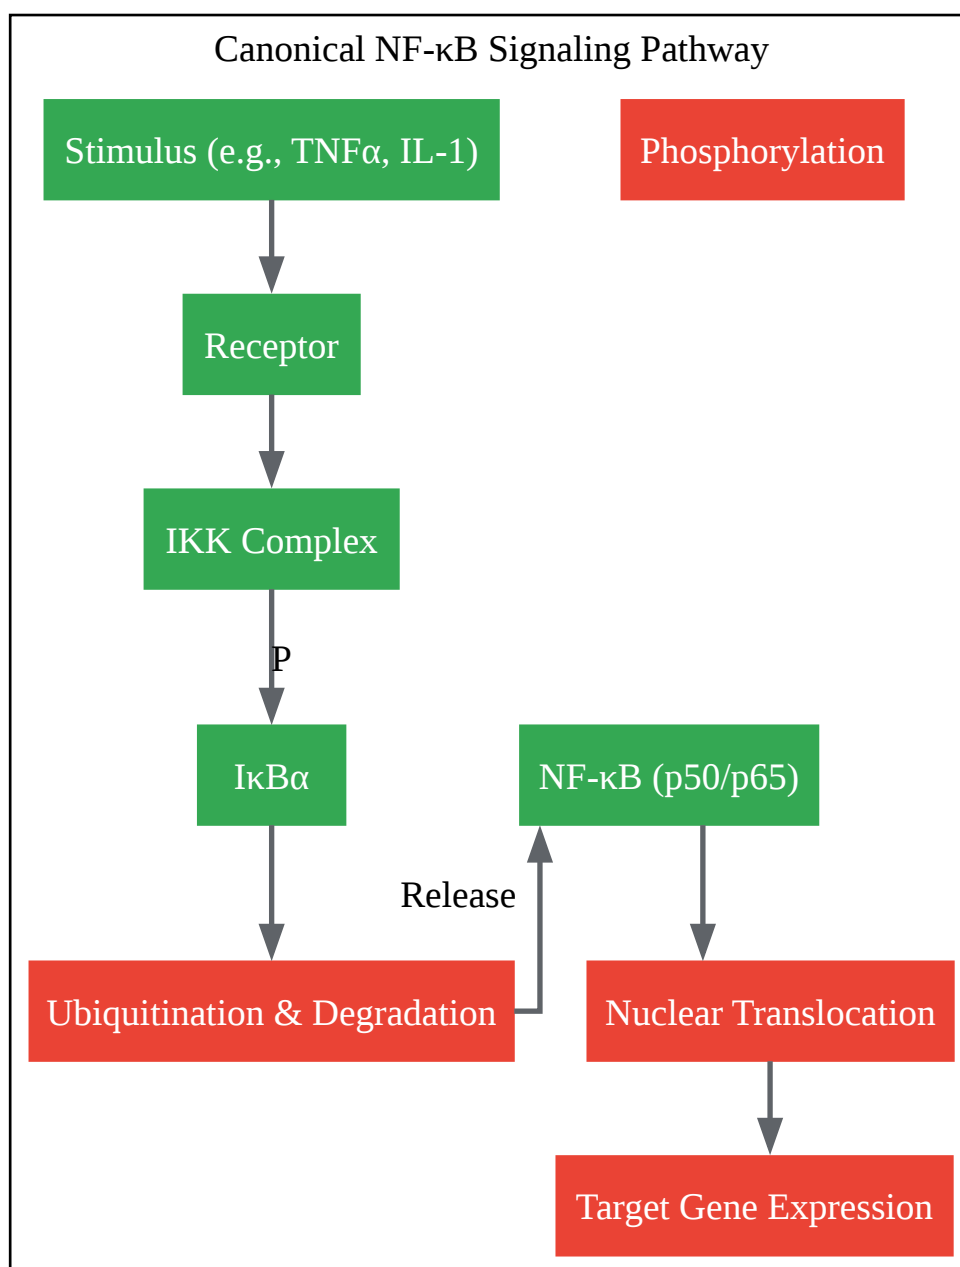 Canonical NF-κB Signaling Pathway
Stimulus (e.g., TNFα, IL-1)
Phosphorylation
Receptor
IKK Complex
P
IκBα
NF-κB (p50/p65)
Release
Ubiquitination & Degradation
Nuclear Translocation
Target Gene Expression